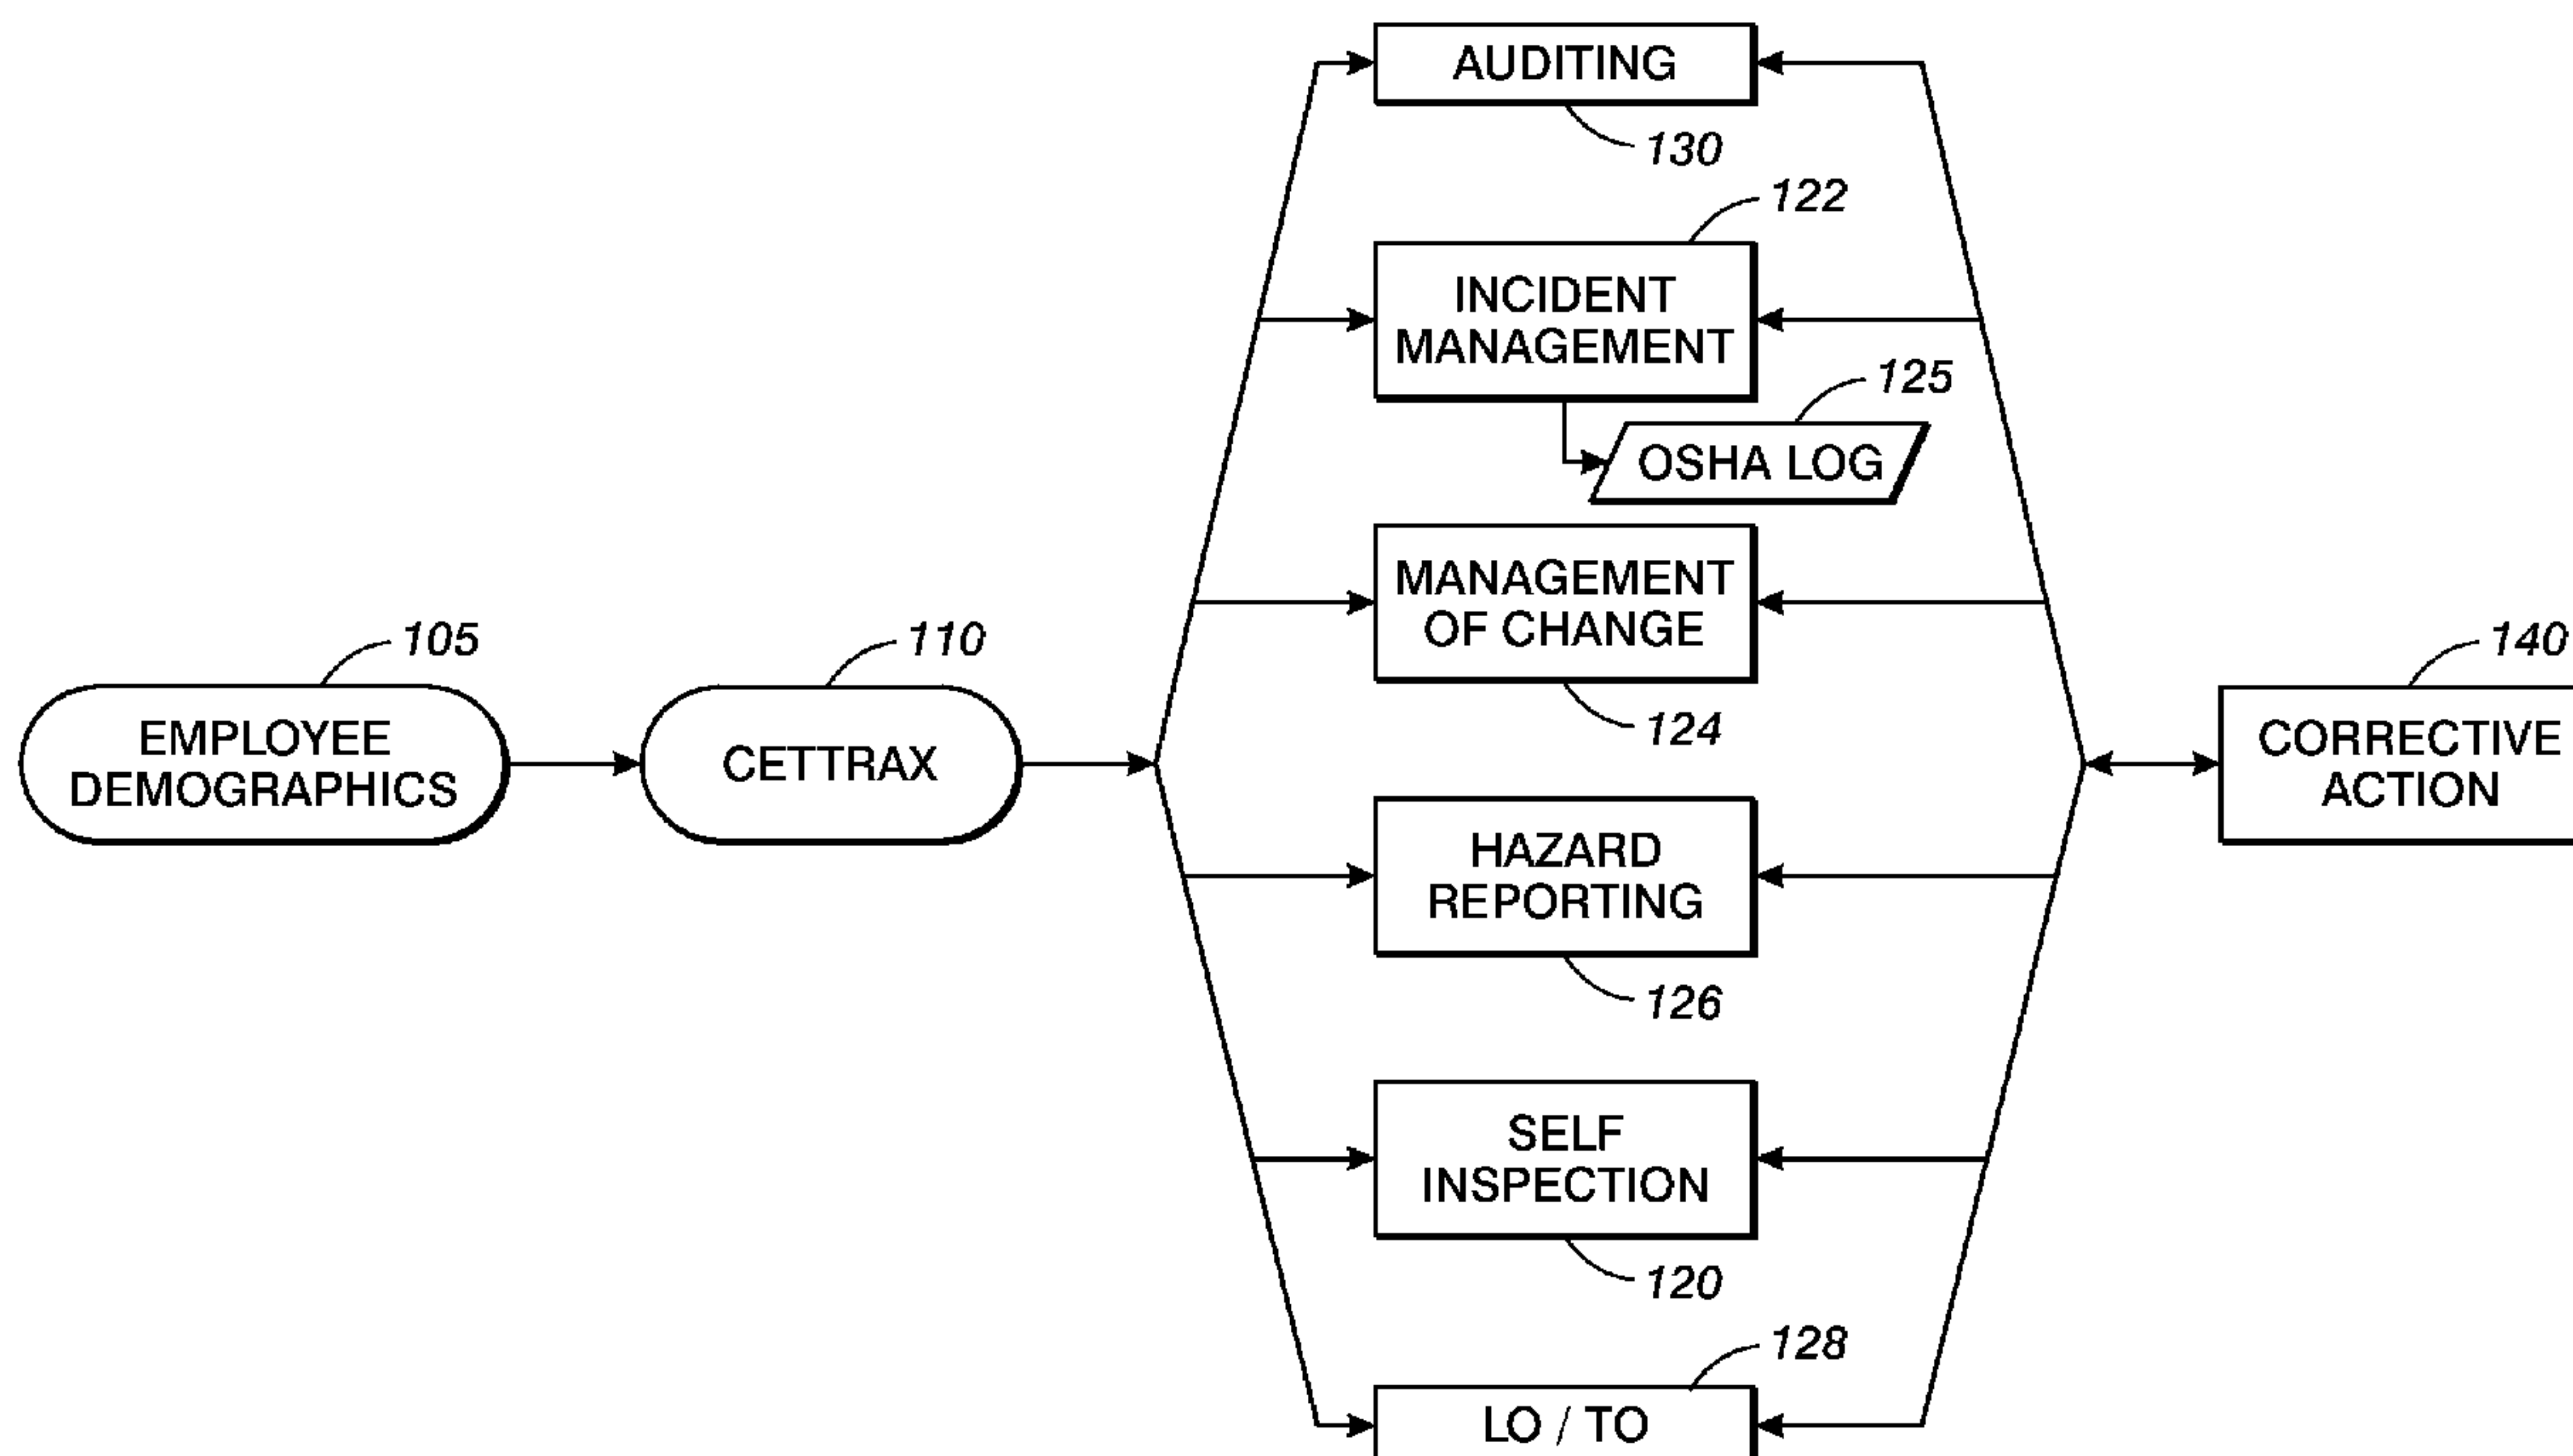 AUDITING
130
122
INCIDENT
MANAGEMENT
125
OSHA LOG
MANAGEMENT
OF CHANGE
124
105
EMPLOYEE
DEMOGRAPHICS
110
CETTRAX
140
CORRECTIVE
ACTION
HAZARD
REPORTING
126
SELF
INSPECTION
120
128
LO / TO